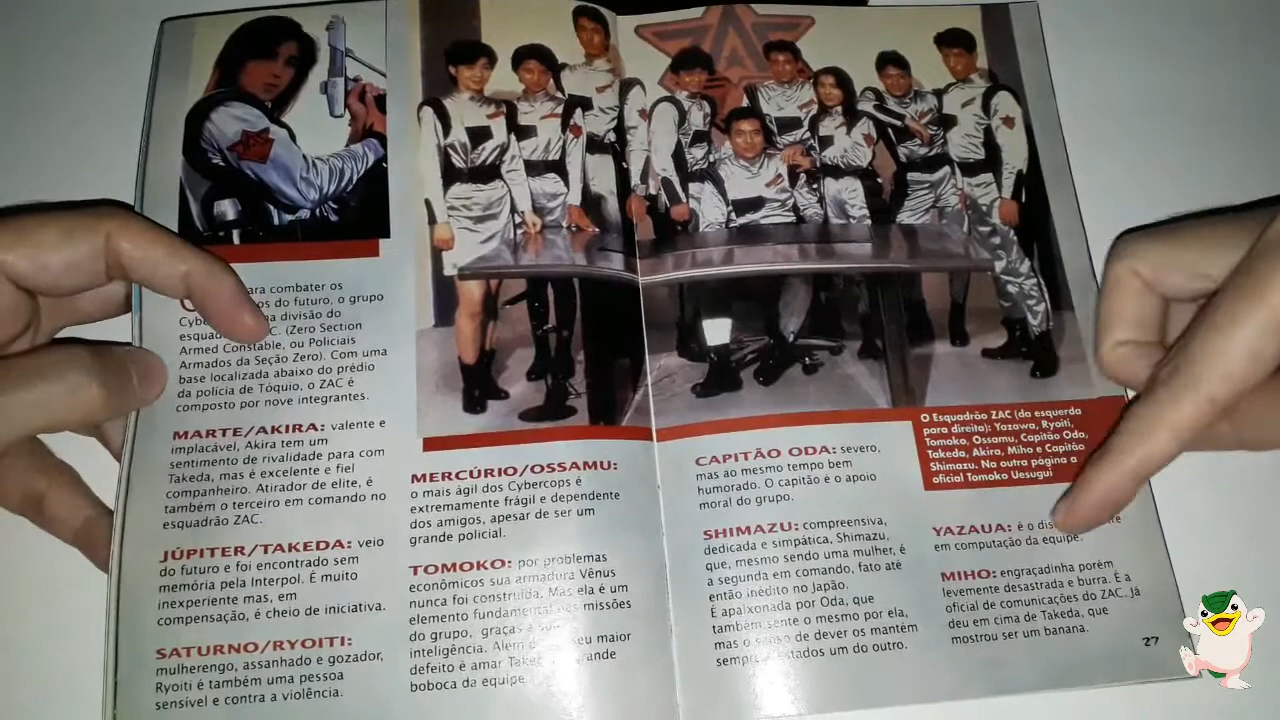 ZAC
ara combater os
os do futuro, o grupo
Cybe na divisão do
esquad C. (Zero Section
Armed Constable, ou Policiais
Armados da Seção Zero). Com uma
base localizada abaixo do prédio
da polícia de Tóquio, o ZAC é
composto por nove integrantes.
MARTE/AKIRA: valente e
implacável, Akira tem um
sentimento de rivalidade para com
Takeda, mas é excelente e fiel
companheiro. Atirador de elite, é
também o terceiro em comando no
esquadrão ZAC.
JÚPITER/TAKEDA: veio
do futuro e foi encontrado sem
memória pela Interpol. É muito
inexperiente mas, em
compensação, é cheio de iniciativa.
SATURNO/RYOITI:
mulherengo, assanhado e gozador,
Ryoiti é também uma pessoa
sensível e contra a violência.
MERCÚRIO/OSSAMU:
o mais ágil dos Cybercops é
extremamente frágil e dependente
dos amigos, apesar de ser um
grande policial.
TOMOKO: por problemas
econômicos sua armadura Vênus
nunca foi construída. Mas ela é um
elemento fundamental nas missões
do grupo, graças a sua
inteligência. Além seu maior
defeito é amar Take grande
boboca da equipe
CAPITÃO ODA: severo,
mas ao mesmo tempo bem
humorado. O capitão é o apoio
moral do grupo.
SHIMAZU: compreensiva,
dedicada e simpática, Shimazu,
que, mesmo sendo uma mulher, é
a segunda em comando, fato até
então inédito no Japão.
É apaixonada por Oda, que
também sente o mesmo por ela,
mas o senso de dever os mantém
sempre afastados um do outro.
O Esquadrão ZAC (da esquerda
para direito): Yazawa, Ryoiti,
Tomoko, Ossamu, Capitão Oda,
Takeda, Akira, Miho e Capitão
Shimazu. Na outra página a
oficial Tomoko Uesugui
YAZAUA: é o dis re
em computação da equipe.
MIHO: engraçadinha porém
levemente desastrada e burra. É a
oficial de comunicações do ZAC. Já
deu em cima de Takeda, que
mostrou ser um banana.
27